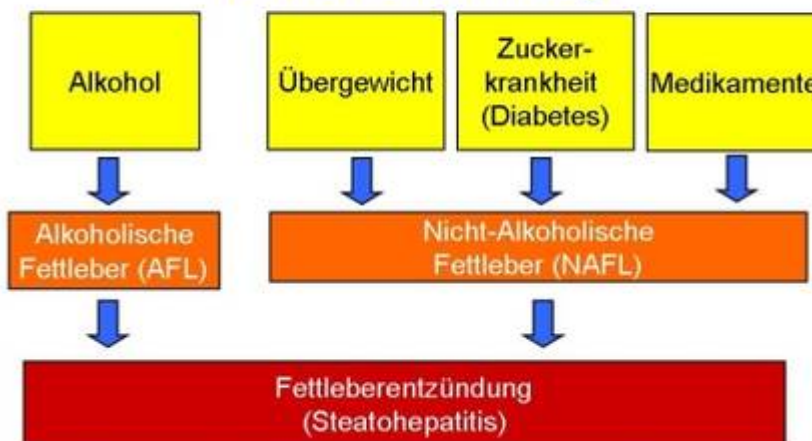 Alkohol
Übergewicht
Zucker-
krankheit
(Diabetes)
Medikamente
Alkoholische
Fettleber (AFL)
Nicht-Alkoholische
Fettleber (NAFL)
Fettleberentzündung
(Steatohepatitis)